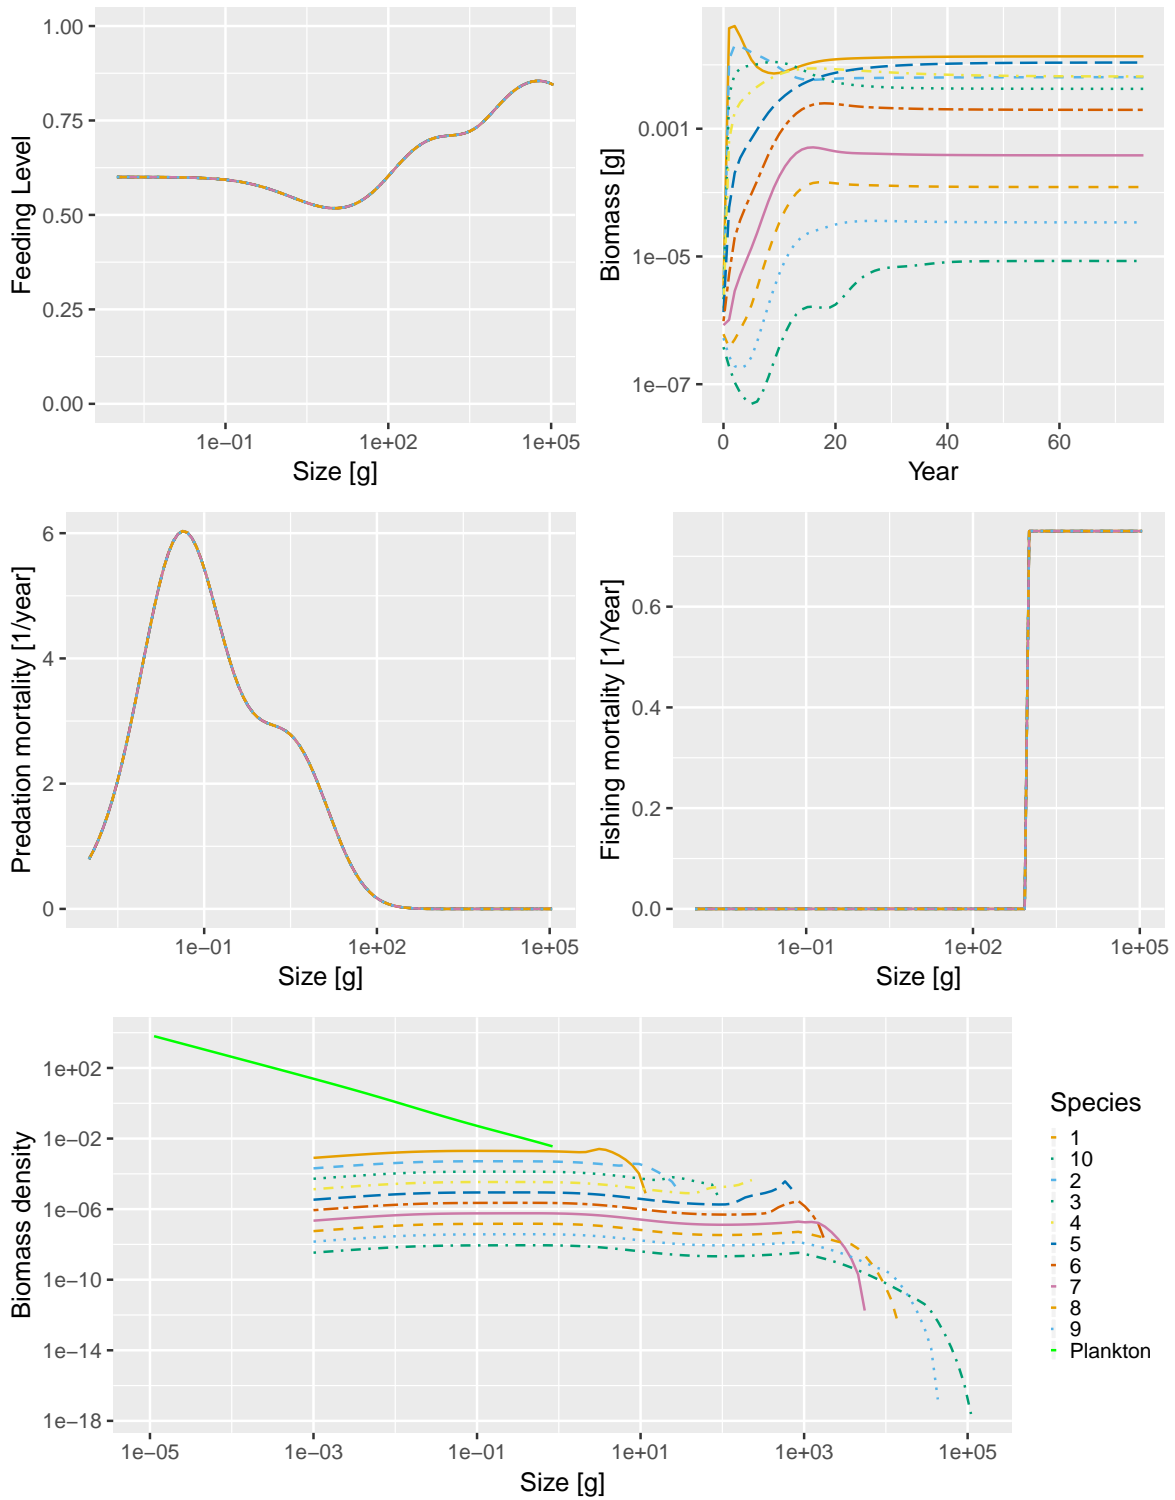 1.00
0.75
0.50
0.25
0.00
Feeding Level
1e−01
1e+02
1e+05
Size [g]
0.001
1e−05
1e−07
Biomass [g]
0
20
40
60
Year
6
4
2
0
Predation mortality [1/year]
1e−01
1e+02
1e+05
Size [g]
0.6
0.4
0.2
0.0
Fishing mortality [1/Year]
1e−01
1e+02
1e+05
Size [g]
1e+02
1e−02
1e−06
1e−10
1e−14
1e−18
Biomass density
1e−05
1e−03
1e−01
1e+01
1e+03
1e+05
Size [g]
Species
1
10
2
3
4
5
6
7
8
9
Plankton